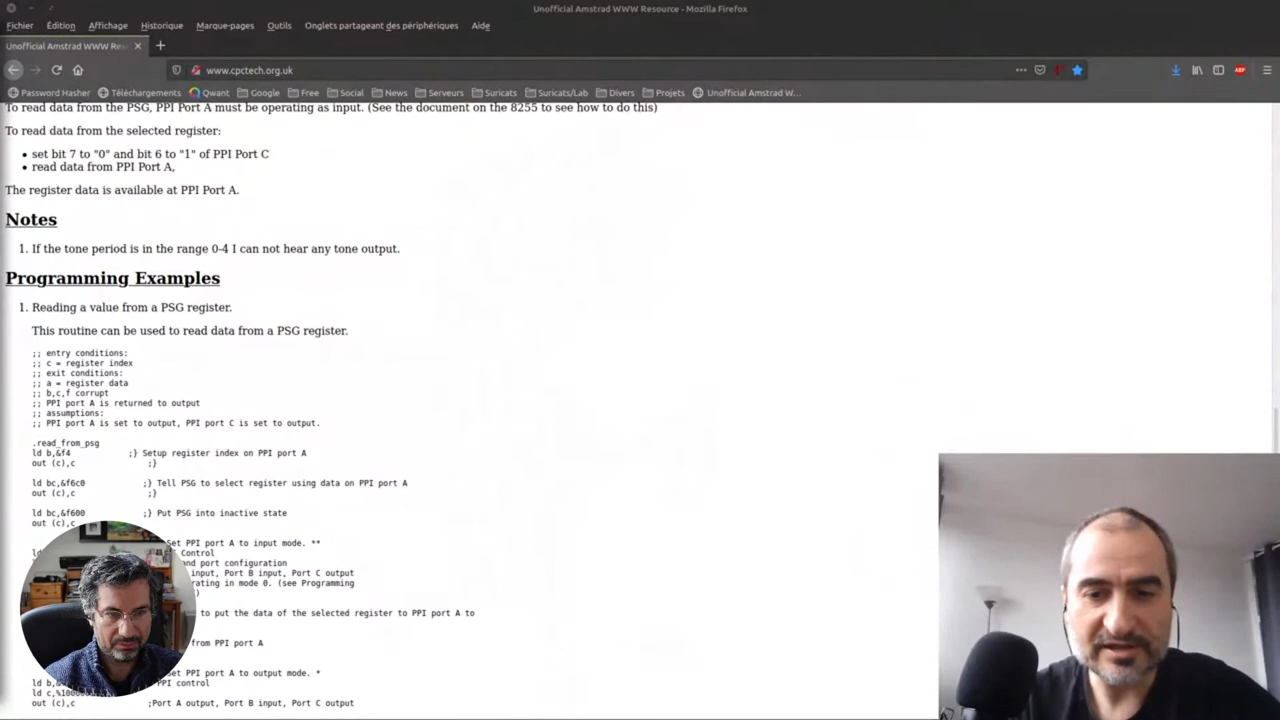 Unofficial Amstrad WWW Resource - Mozilla Firefox
Fichier Édition Affichage Historique Marque-pages Outils Onglets partageant des périphériques Aide
Unofficial Amstrad WWW Res
www.cpctech.org.uk
Password Hasher Téléchargements Qwant Google Free Social News Serveurs Suricats Suricats/Lab Divers Projets Unofficial Amstrad W...
To read data from the PSG, PPI Port A must be operating as input. (See the document on the 8255 to see how to do this)
To read data from the selected register:
• set bit 7 to "0" and bit 6 to "1" of PPI Port C
• read data from PPI Port A,
The register data is available at PPI Port A.
Notes
1. If the tone period is in the range 0-4 I can not hear any tone output.
Programming Examples
1. Reading a value from a PSG register.
This routine can be used to read data from a PSG register.
;; entry conditions:
;; c = register index
;; exit conditions:
;; a = register data
;; b,c,f corrupt
;; PPI port A is returned to output
;; assumptions:
;; PPI port A is set to output, PPI port C is set to output.
.read_from_psg
ld b,&f4 ;} Setup register index on PPI port A
out (c),c ;}
ld bc,&f6c0 ;} Tell PSG to select register using data on PPI port A
out (c),c ;}
ld bc,&f600 ;} Put PSG into inactive state
out (c),c
Set PPI port A to input mode. **
ld Control
nd port configuration
input, Port B input, Port C output
rating in mode 0. (see Programming
)
to put the data of the selected register to PPI port A to
from PPI port A
set PPI port A to output mode. *
ld b,& PPI control
ld c,%1000
out (c),c ;Port A output, Port B input, Port C output